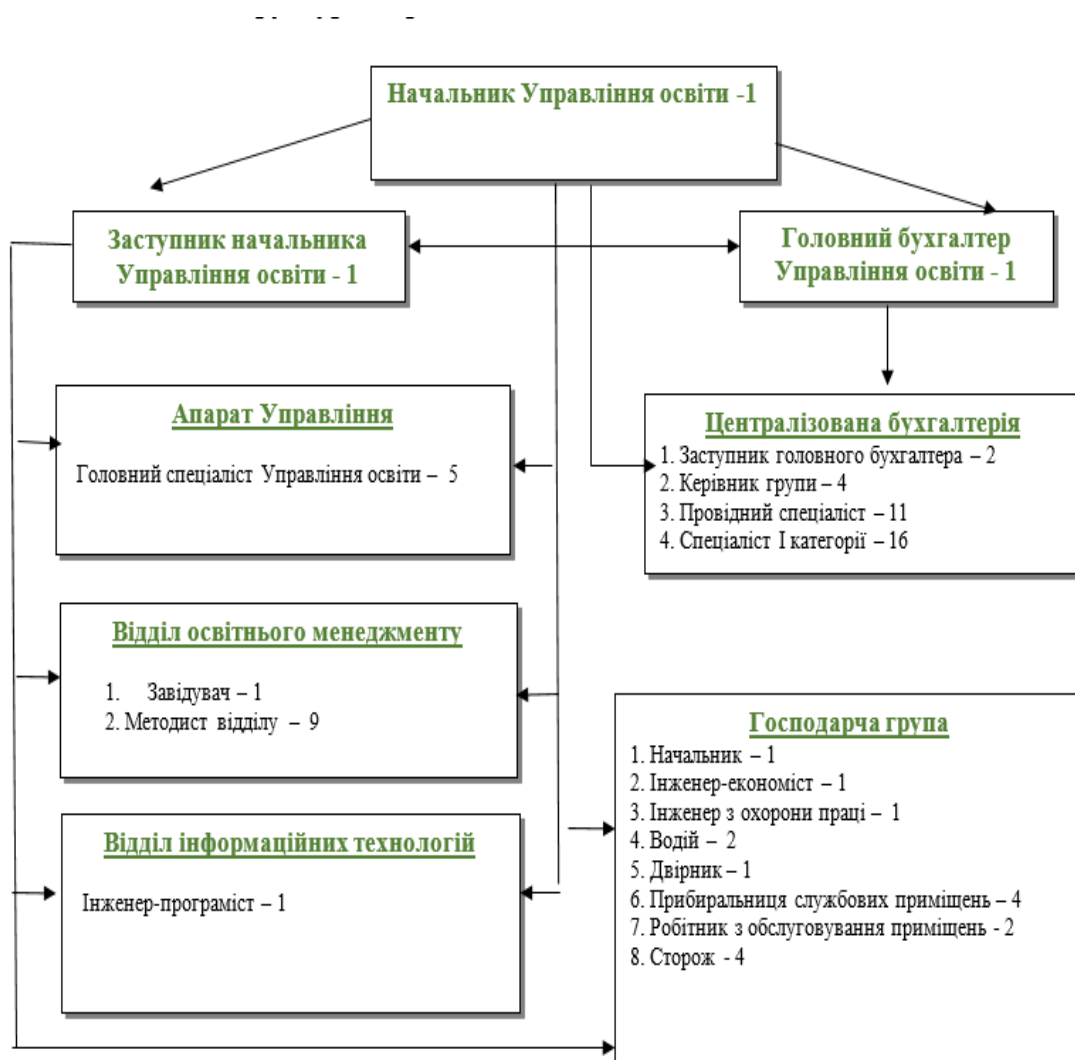 Начальник Управління освіти -1
Заступник начальника
Управління освіти - 1
Головний бухгалтер
Управління освіти - 1
Апарат Управління
Головний спеціаліст Управління освіти – 5
Централізована бухгалтерія
1. Заступник головного бухгалтера – 2
2. Керівник групи – 4
3. Провідний спеціаліст – 11
4. Спеціаліст І категорії – 16
Відділ освітнього менеджменту
1. Завідувач – 1
2. Методист відділу – 9
Відділ інформаційних технологій
Інженер-програміст – 1
Господарча група
1. Начальник – 1
2. Інженер-економіст – 1
3. Інженер з охорони праці – 1
4. Водій – 2
5. Двірник – 1
6. Прибиральниця службових приміщень – 4
7. Робітник з обслуговування приміщень - 2
8. Сторож - 4